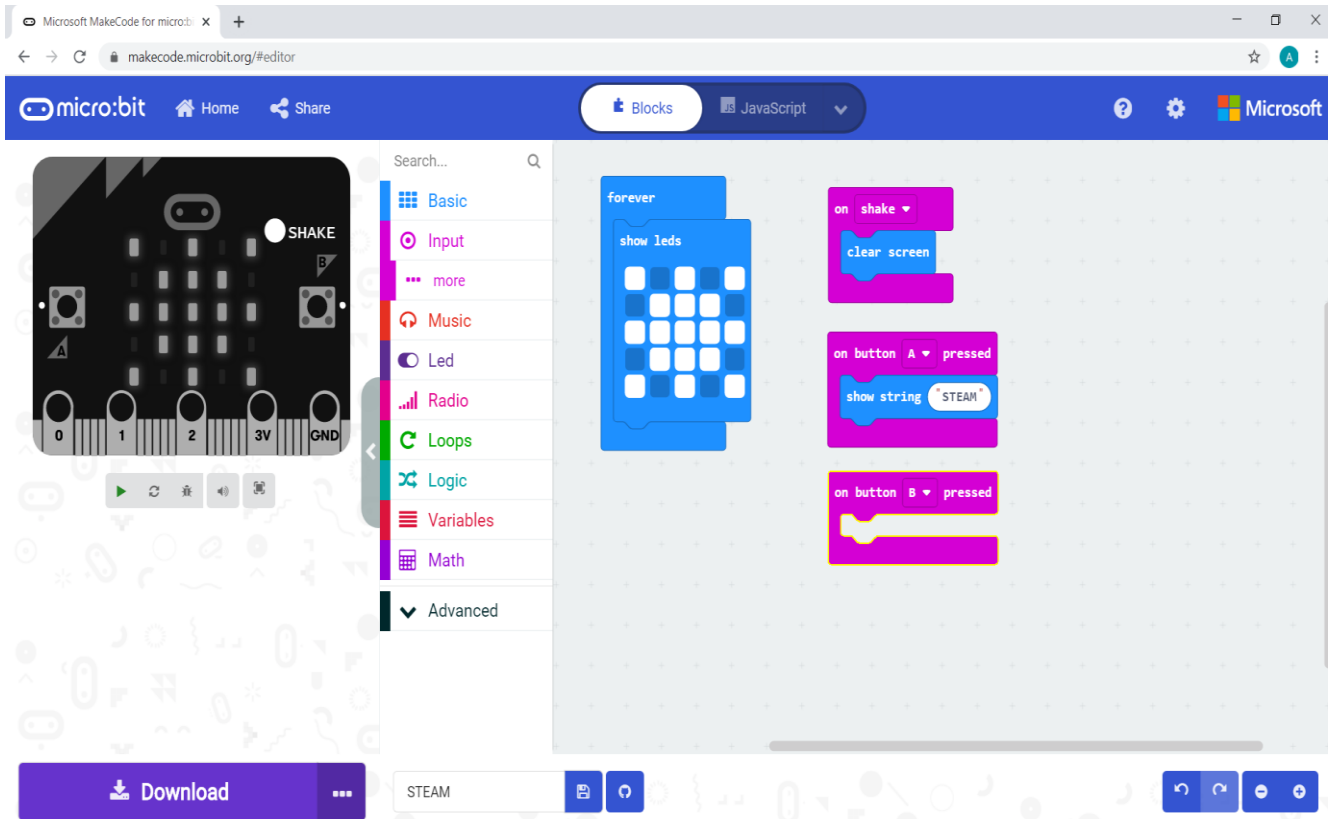 Microsoft MakeCode for micro:b
makecode.microbit.org/#editor
A
micro:bit
Home
Share
Blocks
JS JavaScript
Microsoft
SHAKE
B
A
0 1 2 3V GND
Search...
Basic
Input
more
Music
Led
Radio
Loops
Logic
Variables
Math
Advanced
forever
show leds
on shake
clear screen
on button A pressed
show string "STEAM"
on button B pressed
Download
STEAM